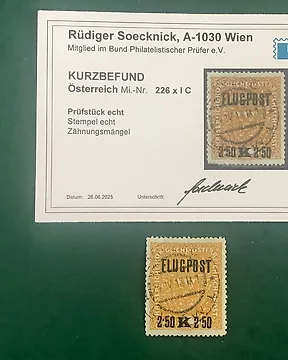 Rüdiger Soecknick, A-1030 Wien
Mitglied im Bund Philatelistischer Prüfer e.V.
KURZBEFUND
Österreich Mi.-Nr. 226 x I C
Prüfstück echt
Stempel echt
Zähnungsmängel
FLUGPOST
2·50 K 2·50
Datum: 26.06.2025 Unterschrift:
FLUGPOST
2·50 K 2·50